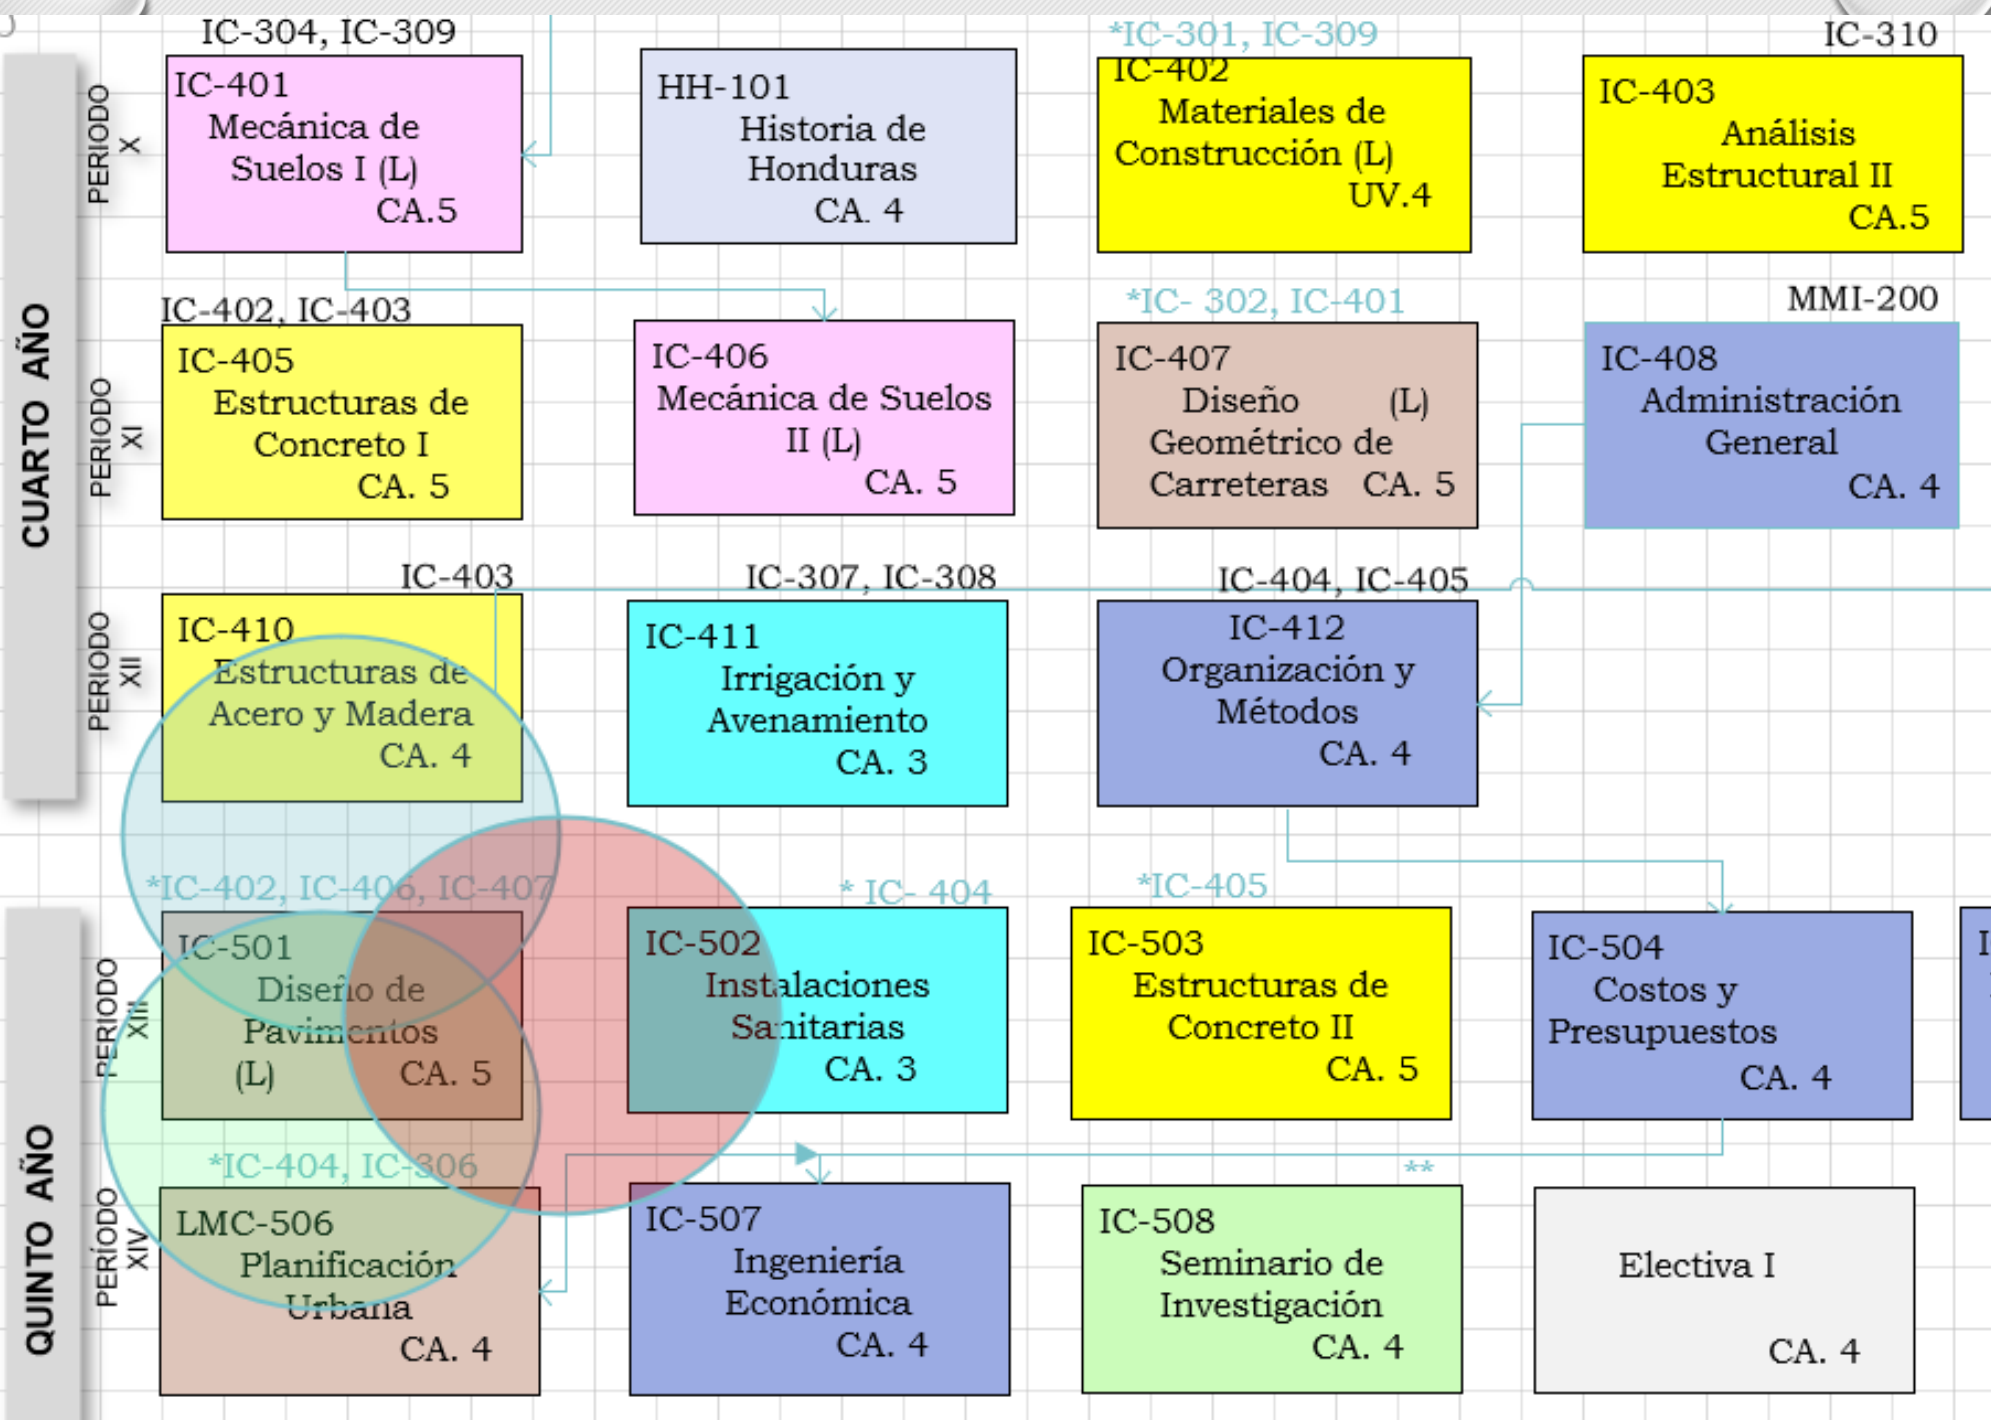 CUARTO AÑO
PERIODO
X
IC-304, IC-309
IC-401
Mecánica de
Suelos I (L)
CA.5
HH-101
Historia de
Honduras
CA. 4
*IC-301, IC-309
IC-402
Materiales de
Construcción (L)
UV.4
IC-310
IC-403
Análisis
Estructural II
CA.5
PERIODO
XI
IC-402, IC-403
IC-405
Estructuras de
Concreto I
CA. 5
IC-406
Mecánica de Suelos
II (L)
CA. 5
*IC- 302, IC-401
IC-407
Diseño (L)
Geométrico de
Carreteras CA. 5
MMI-200
IC-408
Administración
General
CA. 4
PERIODO
XII
IC-403
IC-410
Estructuras de
Acero y Madera
CA. 4
IC-307, IC-308
IC-411
Irrigación y
Avenamiento
CA. 3
IC-404, IC-405
IC-412
Organización y
Métodos
CA. 4
QUINTO AÑO
PERIODO
XIII
*IC-402, IC-406, IC-407
IC-501
Diseño de
Pavimentos
(L) CA. 5
* IC- 404
IC-502
Instalaciones
Sanitarias
CA. 3
*IC-405
IC-503
Estructuras de
Concreto II
CA. 5
IC-504
Costos y
Presupuestos
CA. 4
PERÍODO
XIV
*IC-404, IC-306
LMC-506
Planificación
Urbana
CA. 4
IC-507
Ingeniería
Económica
CA. 4
**
IC-508
Seminario de
Investigación
CA. 4
Electiva I
CA. 4